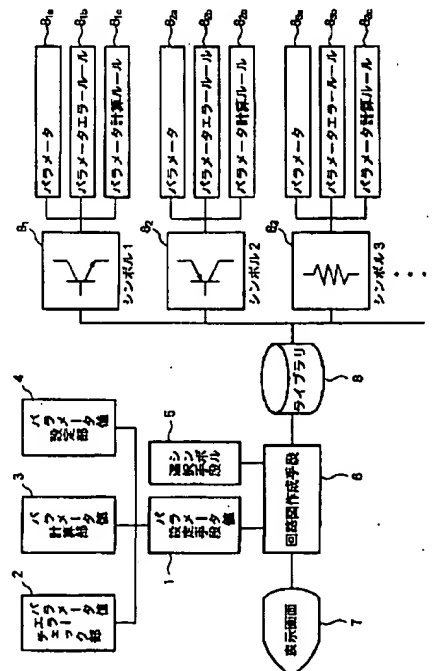 2
パラメータ値
エラー
チェック部
3
パラメータ値
計算部
4
パラメータ値
設定部
1
パラメータ値
設定手段
5
シンボル
選択手段
6
回路図作成手段
7
表示画面
8
ライブラリ
8₁
シンボル1
8₁a
パラメータ
8₁b
パラメータエラールール
8₁c
パラメータ計算ルール
8₂
シンボル2
8₂a
パラメータ
8₂b
パラメータエラールール
パラメータ計算ルール
8₃
シンボル3
パラメータ
パラメータエラールール
パラメータ計算ルール